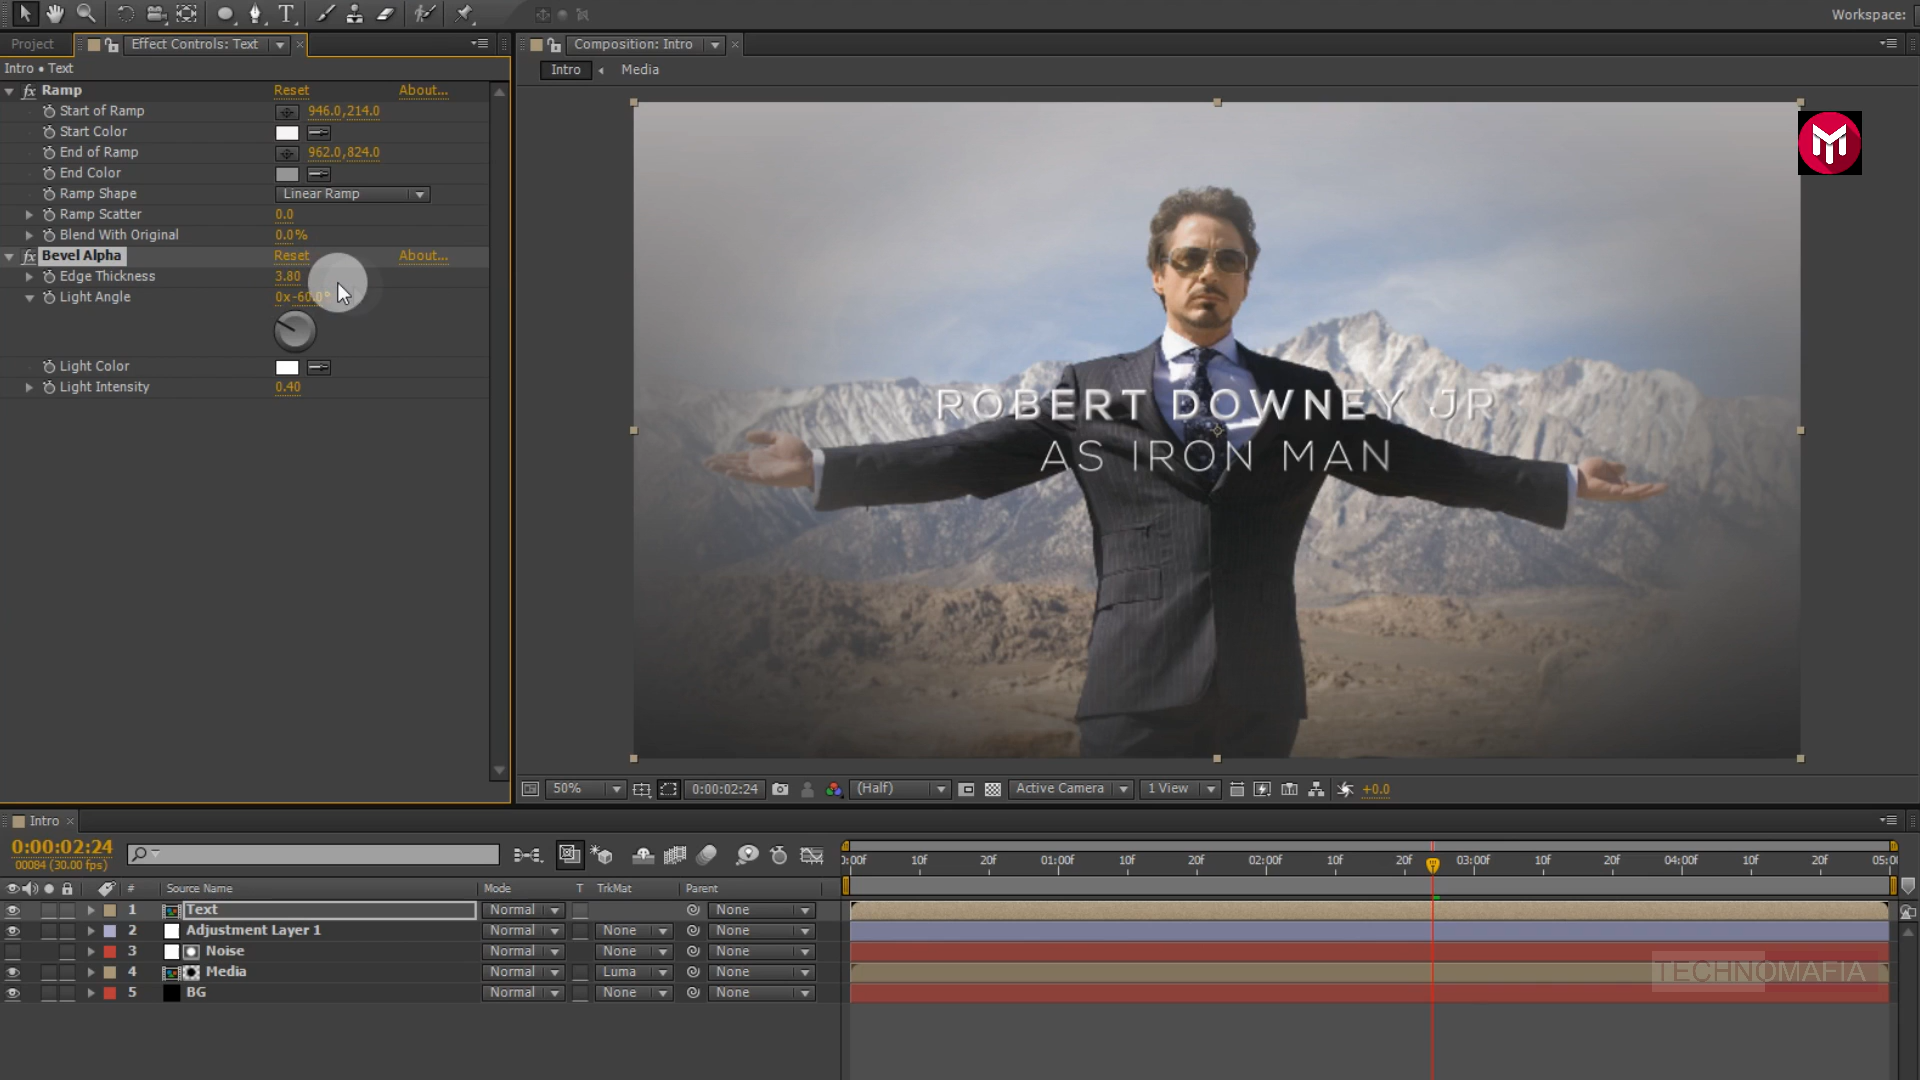 Workspace:
Project
Effect Controls: Text
Composition: Intro
Intro • Text
Intro
Media
Ramp Reset About...
Start of Ramp 946.0,214.0
Start Color
End of Ramp 962.0,824.0
End Color
Ramp Shape Linear Ramp
Ramp Scatter 0.0
Blend With Original 0.0%
Bevel Alpha Reset About...
Edge Thickness 3.80
Light Angle 0x-60.0°
Light Color
Light Intensity 0.40
ROBERT DOWNEY JR
AS IRON MAN
50% 0:00:02:24 (Half) Active Camera 1 View +0.0
Intro
0:00:02:24
00084 (30.00 fps)
0:00f 10f 20f 01:00f 10f 20f 02:00f 10f 20f 03:00f 10f 20f 04:00f 10f 20f 05:00
# Source Name Mode T TrkMat Parent
1 Text Normal None
2 Adjustment Layer 1 Normal None None
3 Noise Normal None None
4 Media Normal Luma None
5 BG Normal None None
TECHNOMAFIA